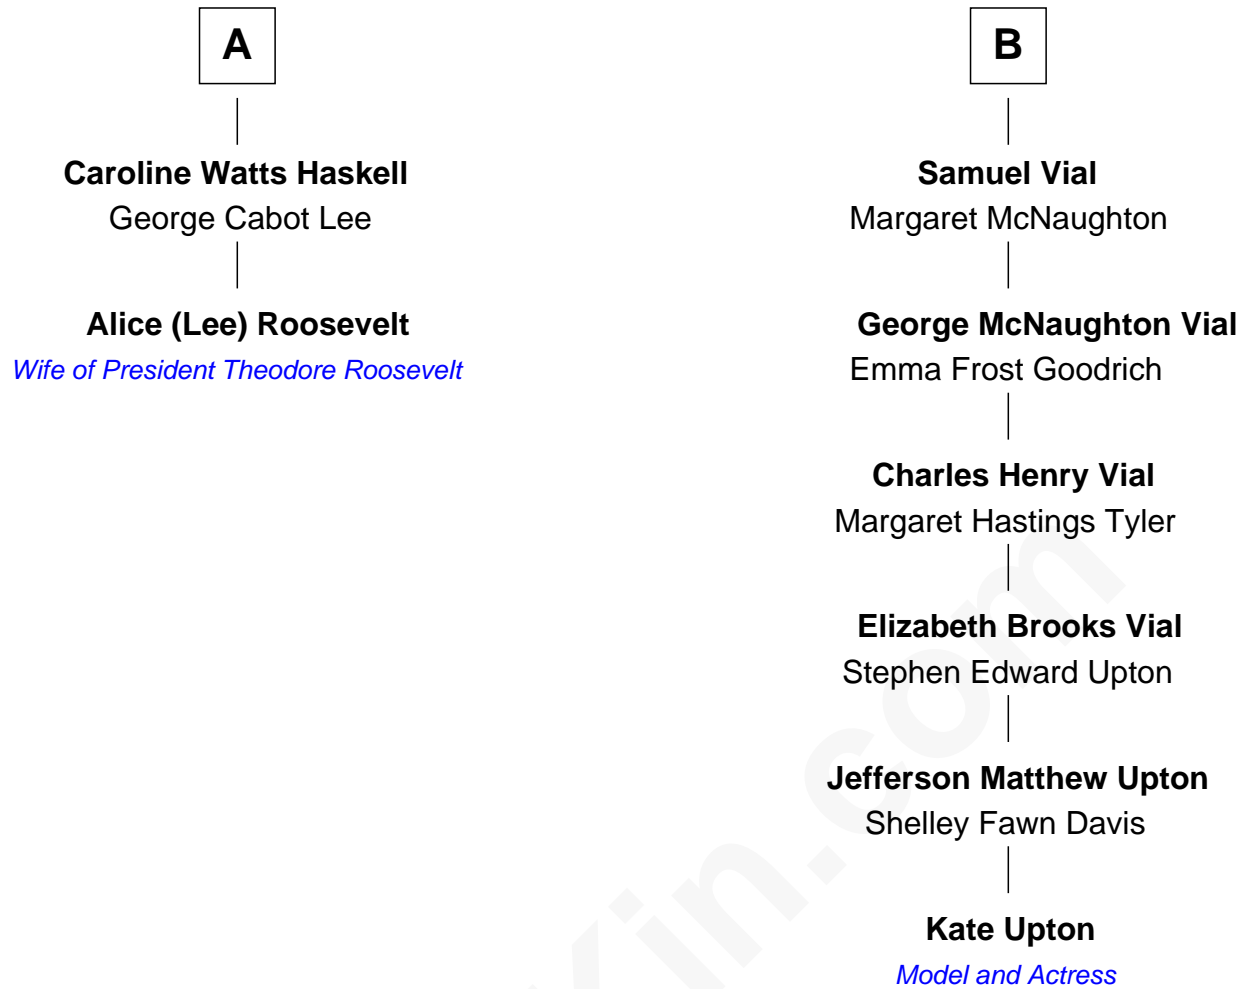 A
Caroline Watts Haskell
George Cabot Lee
Alice (Lee) Roosevelt
Wife of President Theodore Roosevelt
B
Samuel Vial
Margaret McNaughton
George McNaughton Vial
Emma Frost Goodrich
Charles Henry Vial
Margaret Hastings Tyler
Elizabeth Brooks Vial
Stephen Edward Upton
Jefferson Matthew Upton
Shelley Fawn Davis
Kate Upton
Model and Actress